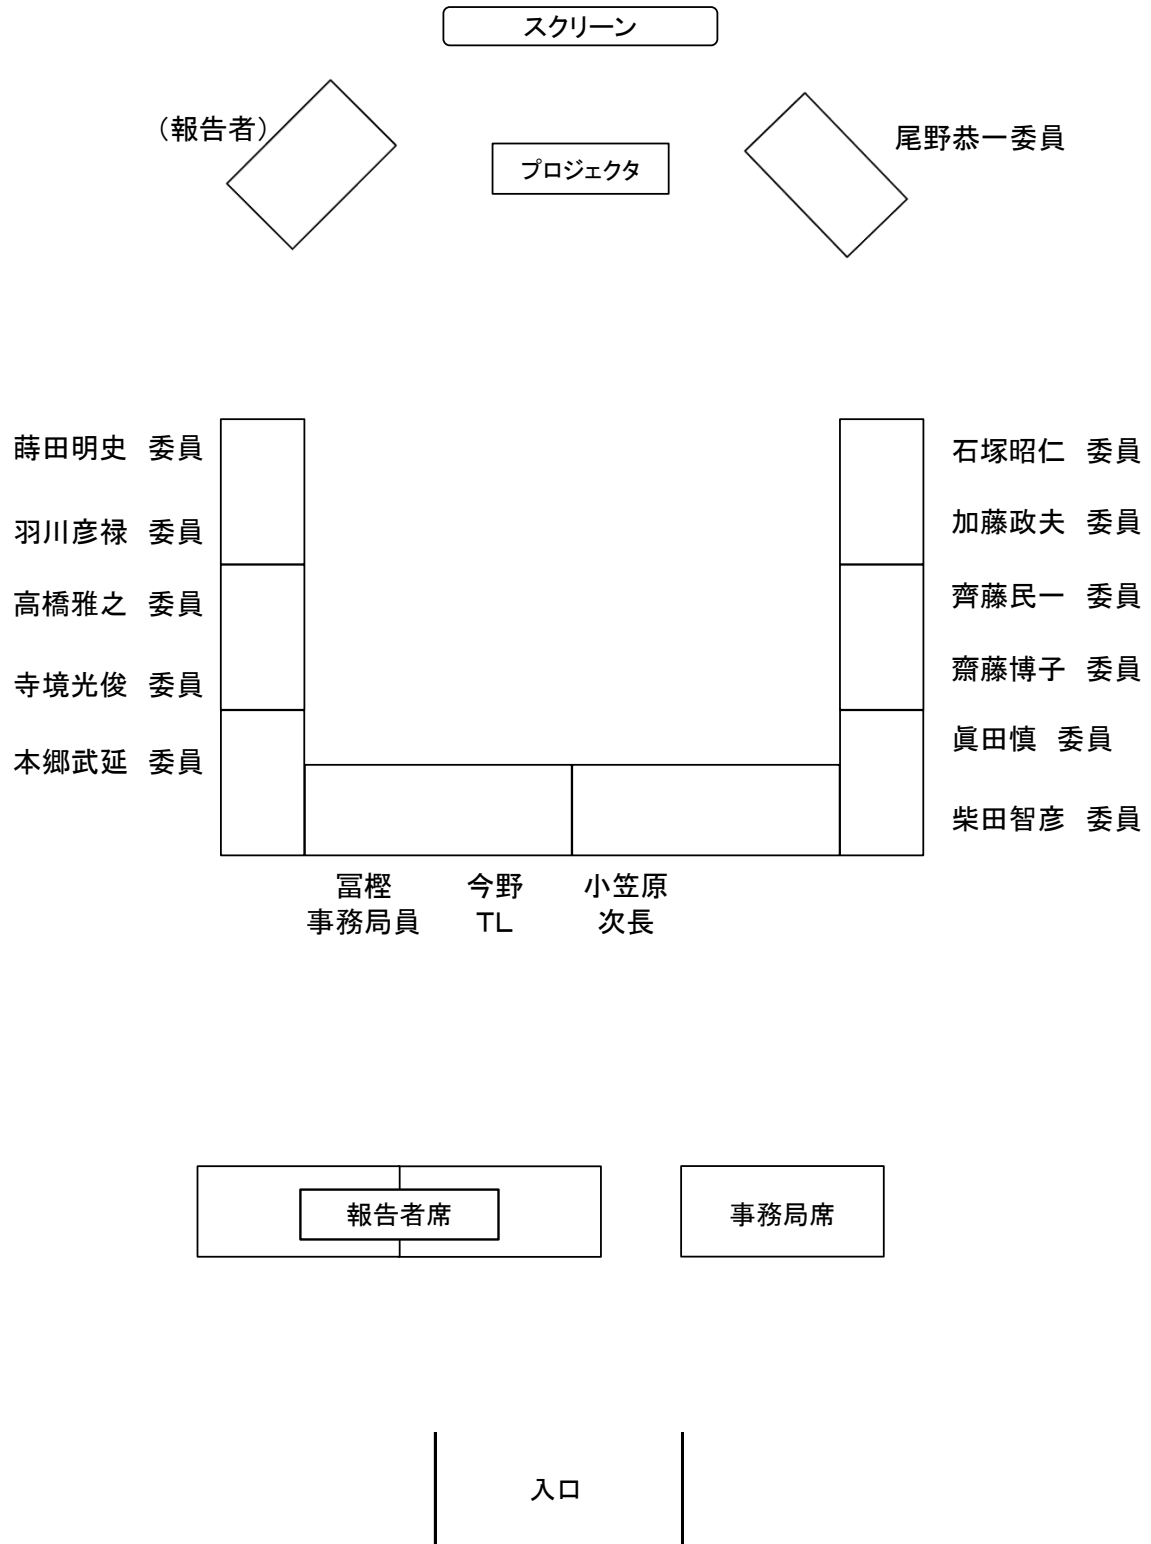 スクリーン
（報告者）
プロジェクタ
尾野恭一委員
蒔田明史　委員
石塚昭仁　委員
羽川彦禄　委員
加藤政夫　委員
高橋雅之　委員
齊藤民一　委員
寺境光俊　委員
齋藤博子　委員
本郷武延　委員
眞田慎　委員
柴田智彦　委員
冨樫　今野　小笠原
事務局員　TL　次長
報告者席
事務局席
入口